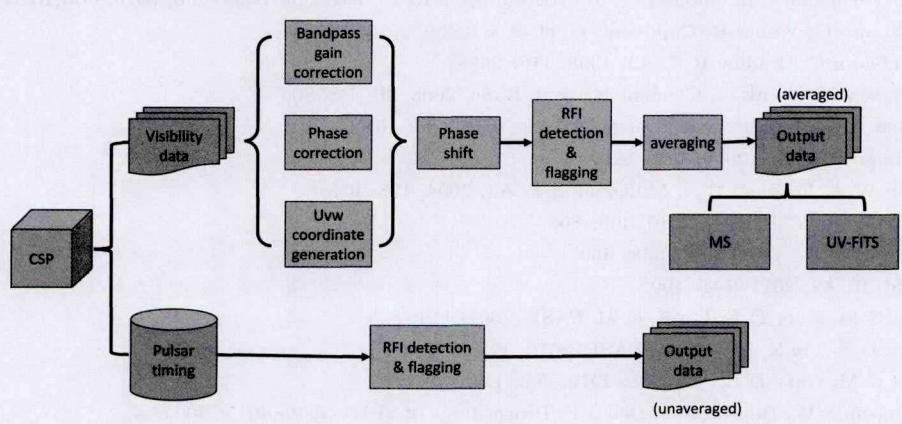 Bandpass
gain
correction
Visibility
data
Phase
correction
Uvw
coordinate
generation
Phase
shift
RFI
detection
&
flagging
averaging
(averaged)
Output
data
MS
UV-FITS
CSP
Pulsar
timing
RFI detection
& flagging
Output
data
(unaveraged)